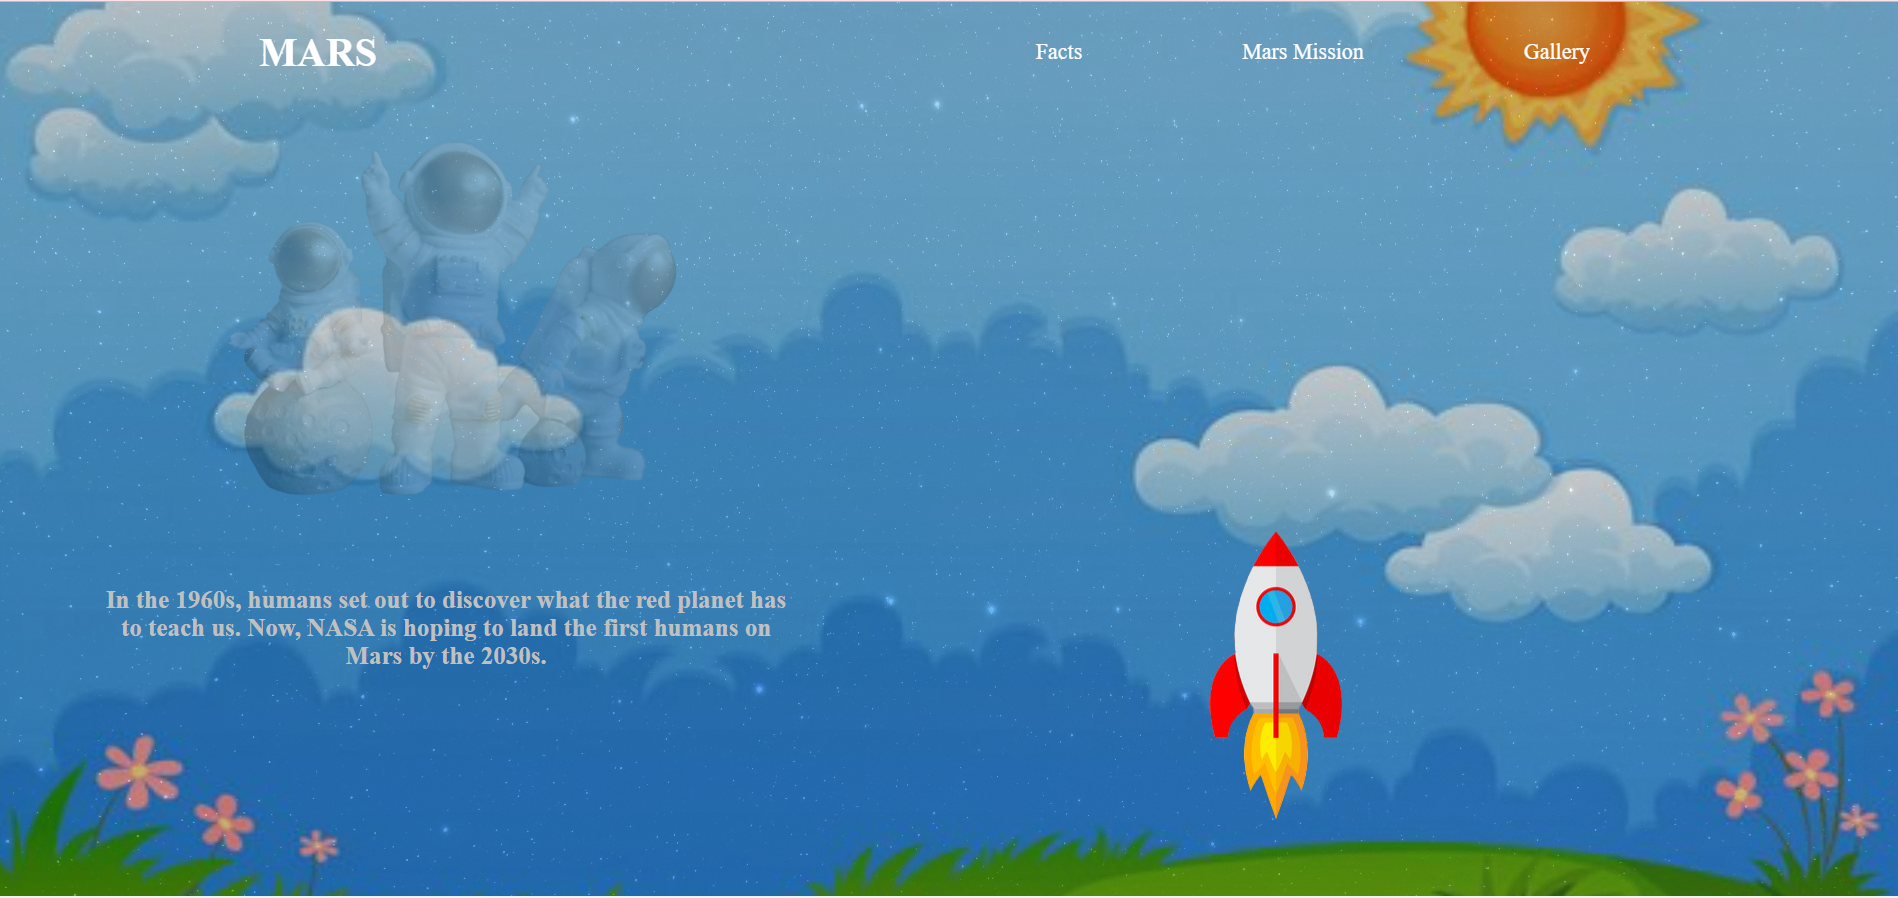 MARS
Facts
Mars Mission
Gallery
In the 1960s, humans set out to discover what the red planet has
to teach us. Now, NASA is hoping to land the first humans on
Mars by the 2030s.